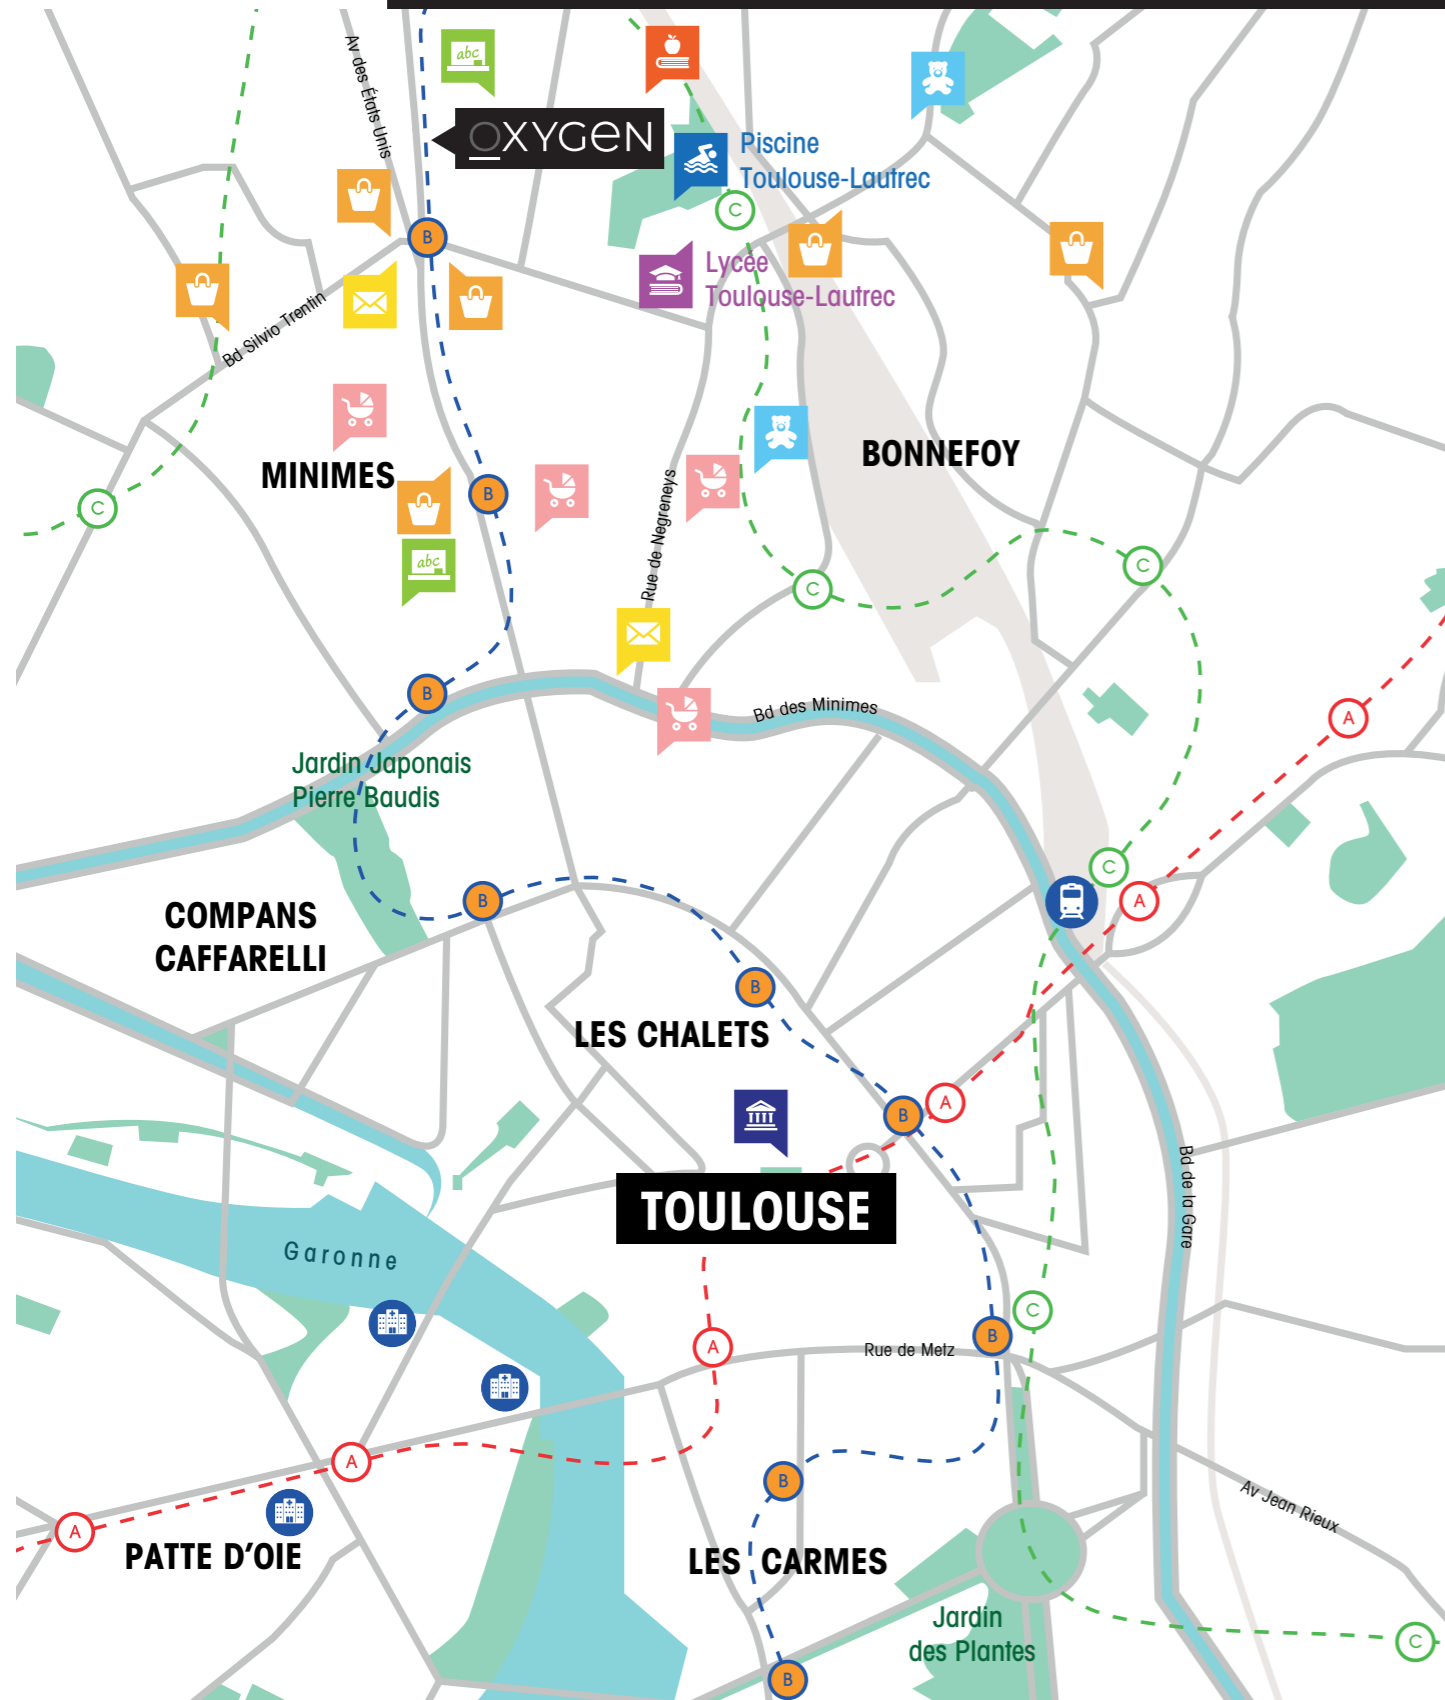 Av des États Unis
abc
OXYGEN
Piscine
Toulouse-Lautrec
C
B
Lycée
Toulouse-Lautrec
Bd Silvio Trentin
MINIMES
BONNEFOY
B
C
abc
Rue de Negreneys
C
C
B
Bd des Minimes
A
Jardin Japonais
Pierre Baudis
C
A
B
COMPANS
CAFFARELLI
B
LES CHALETS
A
B
TOULOUSE
Bd de la Gare
Garonne
C
B
A
Rue de Metz
A
B
Av Jean Rieux
A
PATTE D’OIE
LES CARMES
Jardin
des Plantes
C
B